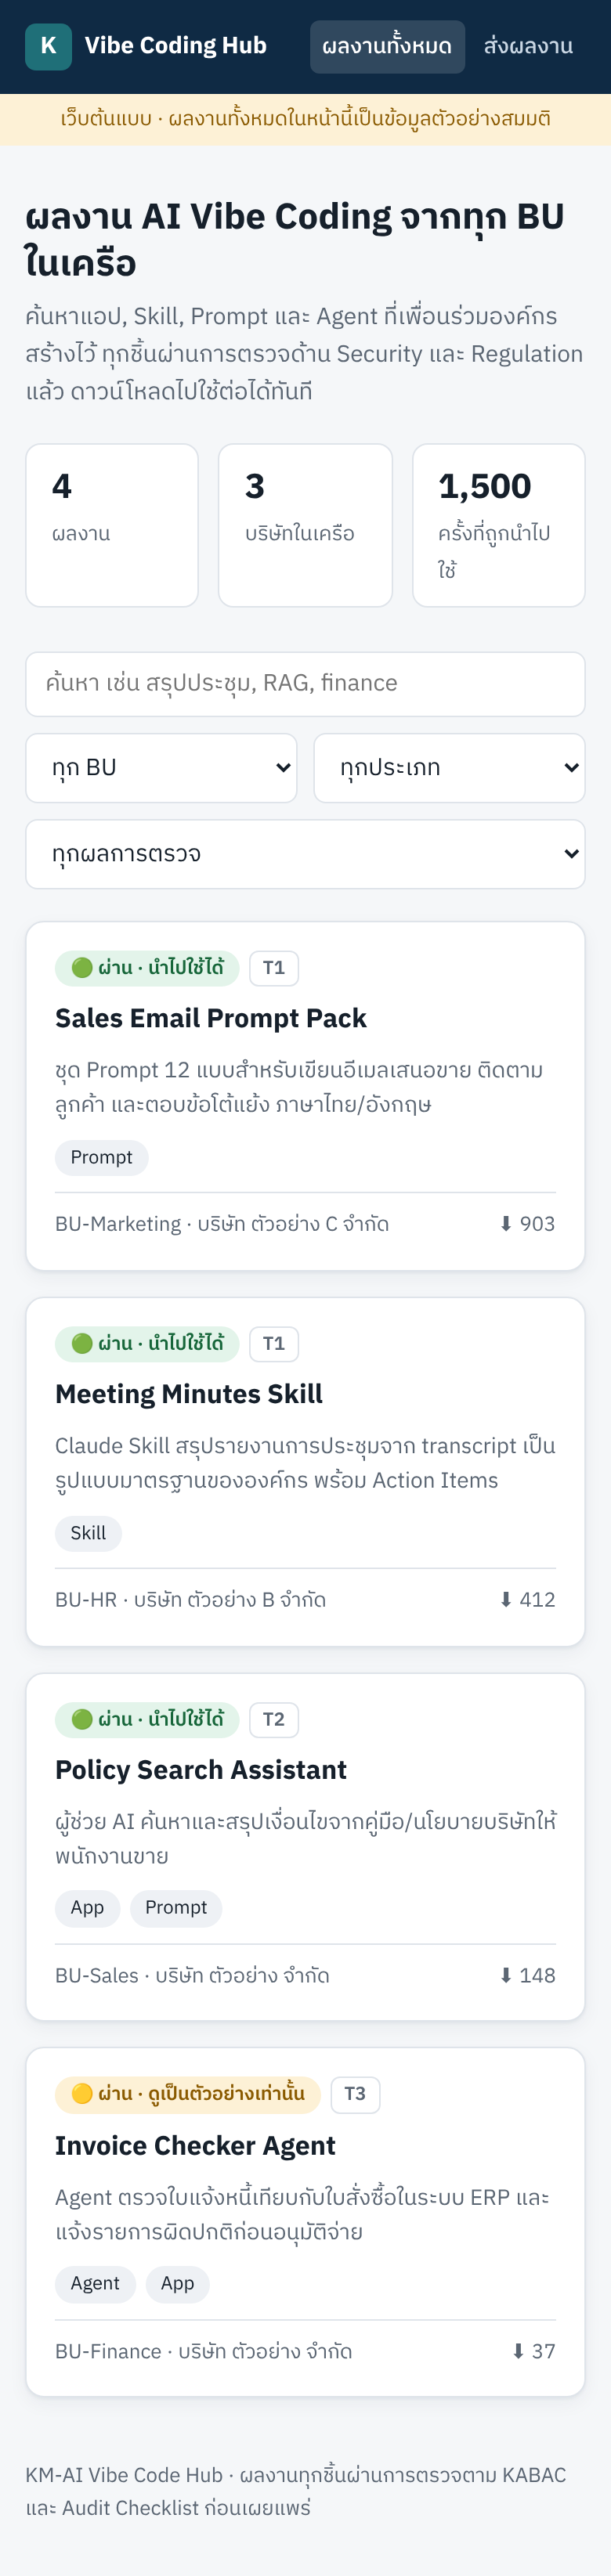 K Vibe Coding Hub ผลงานทั้งหมด ส่งผลงาน
เว็บต้นแบบ · ผลงานทั้งหมดในหน้านี้เป็นข้อมูลตัวอย่างสมมติ
ผลงาน AI Vibe Coding จากทุก BU
ในเครือ
ค้นหาแอป, Skill, Prompt และ Agent ที่เพื่อนร่วมองค์กร
สร้างไว้ ทุกชิ้นผ่านการตรวจด้าน Security และ Regulation
แล้ว ดาวน์โหลดไปใช้ต่อได้ทันที
4 3 1,500
ผลงาน บริษัทในเครือ ครั้งที่ถูกนำไป
ใช้
ค้นหา เช่น สรุปประชุม, RAG, finance
ทุก BU ทุกประเภท
ทุกผลการตรวจ
ผ่าน · นำไปใช้ได้ T1
Sales Email Prompt Pack
ชุด Prompt 12 แบบสำหรับเขียนอีเมลเสนอขาย ติดตาม
ลูกค้า และตอบข้อโต้แย้ง ภาษาไทย/อังกฤษ
Prompt
BU-Marketing · บริษัท ตัวอย่าง C จำกัด ⬇ 903
ผ่าน · นำไปใช้ได้ T1
Meeting Minutes Skill
Claude Skill สรุปรายงานการประชุมจาก transcript เป็น
รูปแบบมาตรฐานขององค์กร พร้อม Action Items
Skill
BU-HR · บริษัท ตัวอย่าง B จำกัด ⬇ 412
ผ่าน · นำไปใช้ได้ T2
Policy Search Assistant
ผู้ช่วย AI ค้นหาและสรุปเงื่อนไขจากคู่มือ/นโยบายบริษัทให้
พนักงานขาย
App Prompt
BU-Sales · บริษัท ตัวอย่าง จำกัด ⬇ 148
ผ่าน · ดูเป็นตัวอย่างเท่านั้น T3
Invoice Checker Agent
Agent ตรวจใบแจ้งหนี้เทียบกับใบสั่งซื้อในระบบ ERP และ
แจ้งรายการผิดปกติก่อนอนุมัติจ่าย
Agent App
BU-Finance · บริษัท ตัวอย่าง จำกัด ⬇ 37
KM-AI Vibe Code Hub · ผลงานทุกชิ้นผ่านการตรวจตาม KABAC
และ Audit Checklist ก่อนเผยแพร่